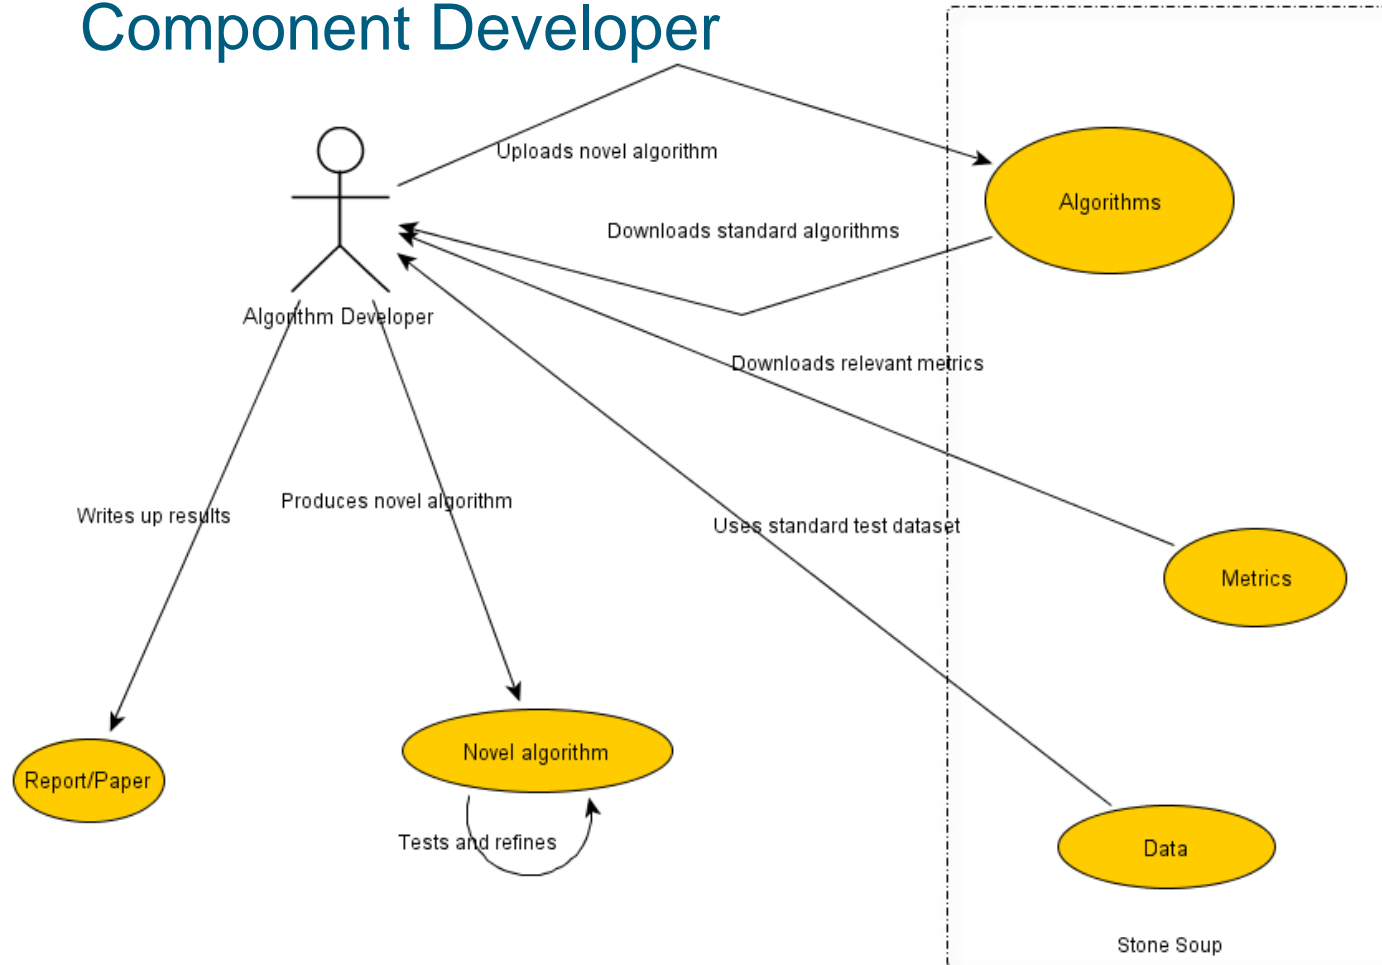 Component Developer
Uploads novel algorithm
Algorithms
Downloads standard algorithms
Algorithm Developer
Downloads relevant metrics
Writes up results
Produces novel algorithm
Uses standard test dataset
Metrics
Report/Paper
Novel algorithm
Tests and refines
Data
Stone Soup